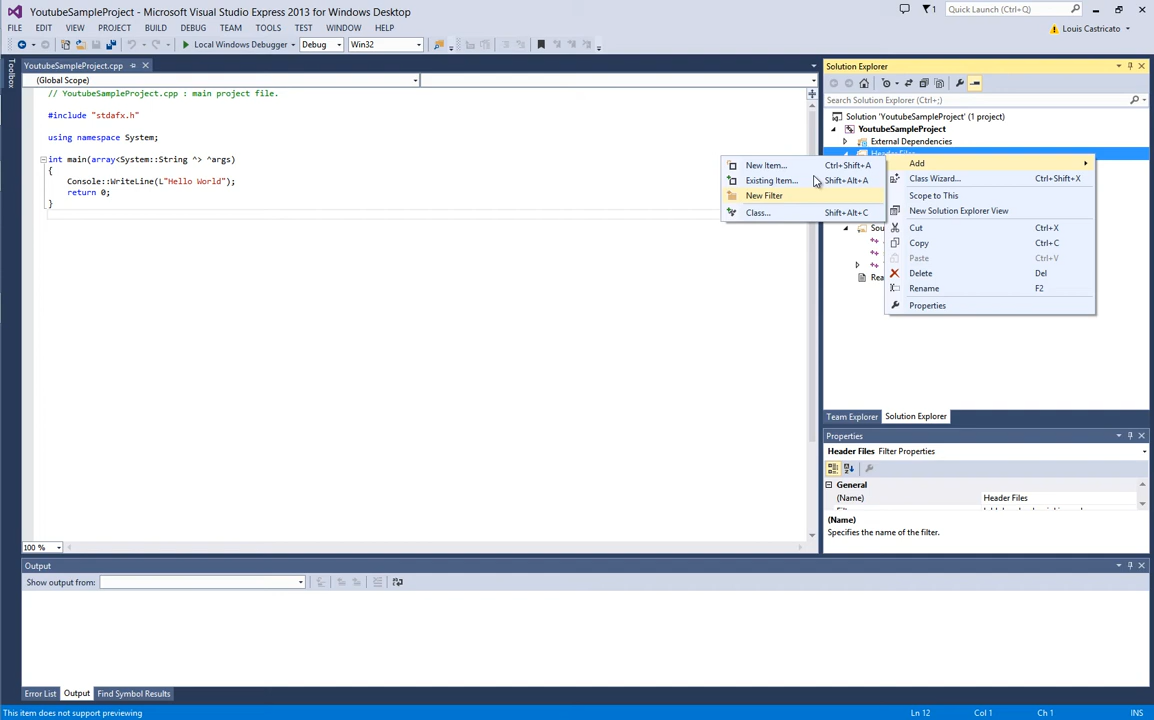 YoutubeSampleProject - Microsoft Visual Studio Express 2013 for Windows Desktop
1
Quick Launch (Ctrl+Q)
FILE EDIT VIEW PROJECT BUILD DEBUG TEAM TOOLS TEST WINDOW HELP
Louis Castricato
Local Windows Debugger Debug Win32
Toolbox
YoutubeSampleProject.cpp
(Global Scope)
// YoutubeSampleProject.cpp : main project file.
#include "stdafx.h"
using namespace System;
int main(array<System::String ^> ^args)
{
Console::WriteLine(L"Hello World");
return 0;
}
100 %
New Item... Ctrl+Shift+A
Existing Item... Shift+Alt+A
New Filter
Class... Shift+Alt+C
Solution Explorer
Search Solution Explorer (Ctrl+;)
Solution 'YoutubeSampleProject' (1 project)
YoutubeSampleProject
External Dependencies
Header Files
Sou
Rea
Add
Class Wizard... Ctrl+Shift+X
Scope to This
New Solution Explorer View
Cut Ctrl+X
Copy Ctrl+C
Paste Ctrl+V
Delete Del
Rename F2
Properties
Team Explorer Solution Explorer
Properties
Header Files Filter Properties
General
(Name) Header Files
(Name)
Specifies the name of the filter.
Output
Show output from:
Error List Output Find Symbol Results
This item does not support previewing
Ln 12 Col 1 Ch 1 INS